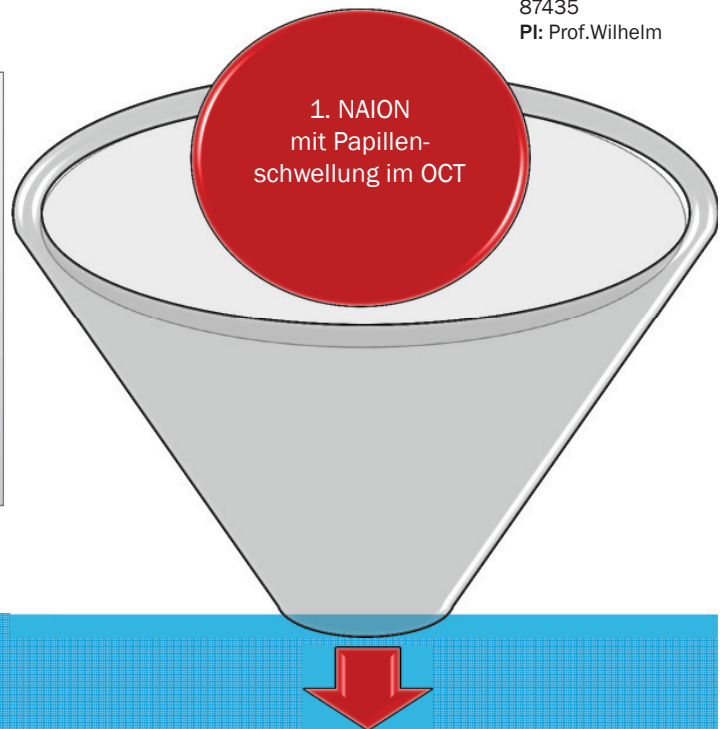 87435
PI: Prof.Wilhelm
1. NAION
mit Papillen-
schwellung im OCT